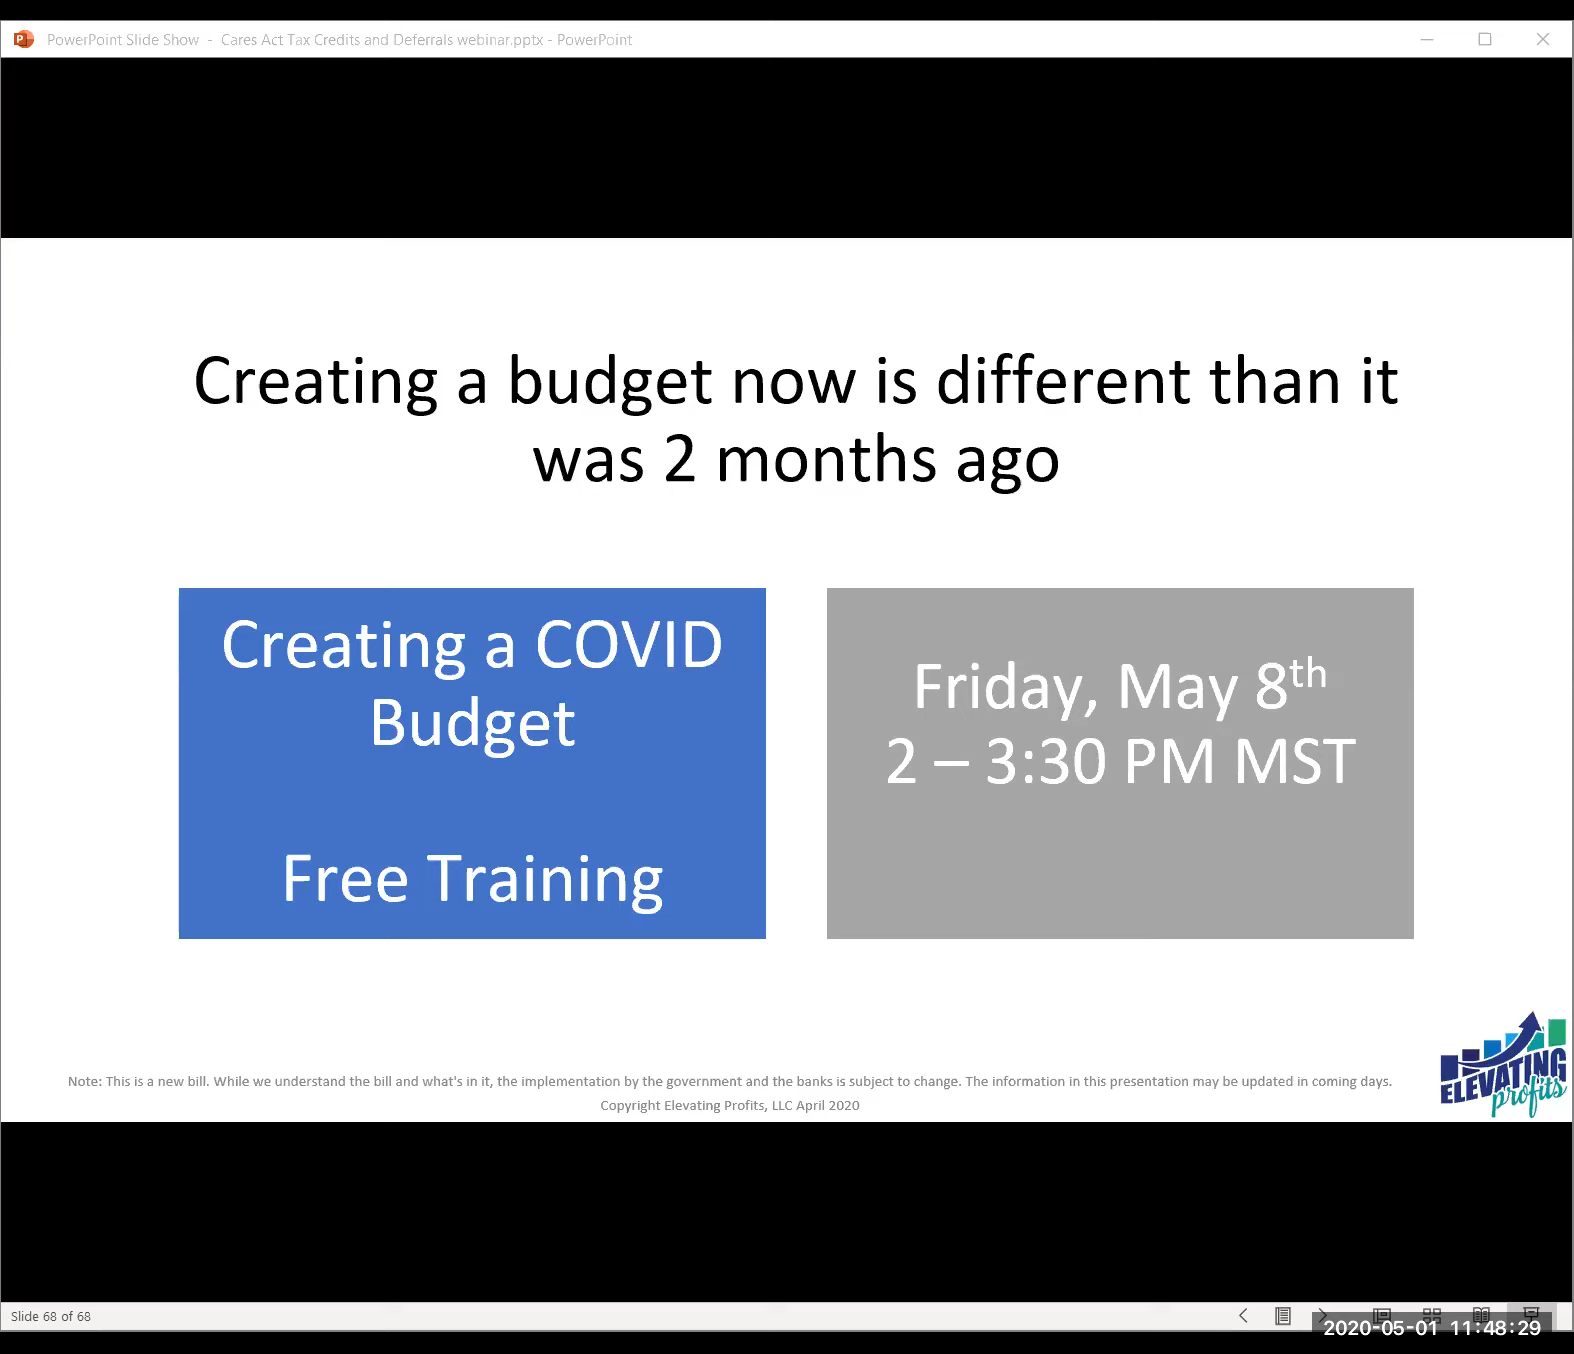 PowerPoint Slide Show - Cares Act Tax Credits and Deferrals webinar.pptx - PowerPoint
Creating a budget now is different than it
was 2 months ago
Creating a COVID
Budget
Free Training
Friday, May 8th
2 – 3:30 PM MST
Note: This is a new bill. While we understand the bill and what's in it, the implementation by the government and the banks is subject to change. The information in this presentation may be updated in coming days.
Copyright Elevating Profits, LLC April 2020
ELEVATING
profits
Slide 68 of 68
2020-05-01 11:48:29